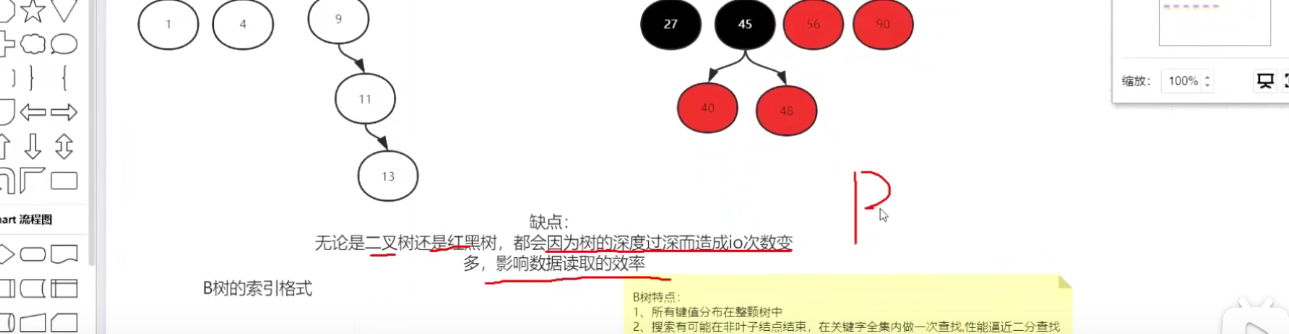 1
4
9
11
13
27
45
56
90
40
48
缩放:
100%
art 流程图
缺点:
无论是二叉树还是红黑树，都会因为树的深度过深而造成io次数变
多，影响数据读取的效率
B树的索引格式
B树特点:
1、所有键值分布在整颗树中
2、搜索有可能在非叶子结点结束，在关键字全集内做一次查找,性能逼近二分查找